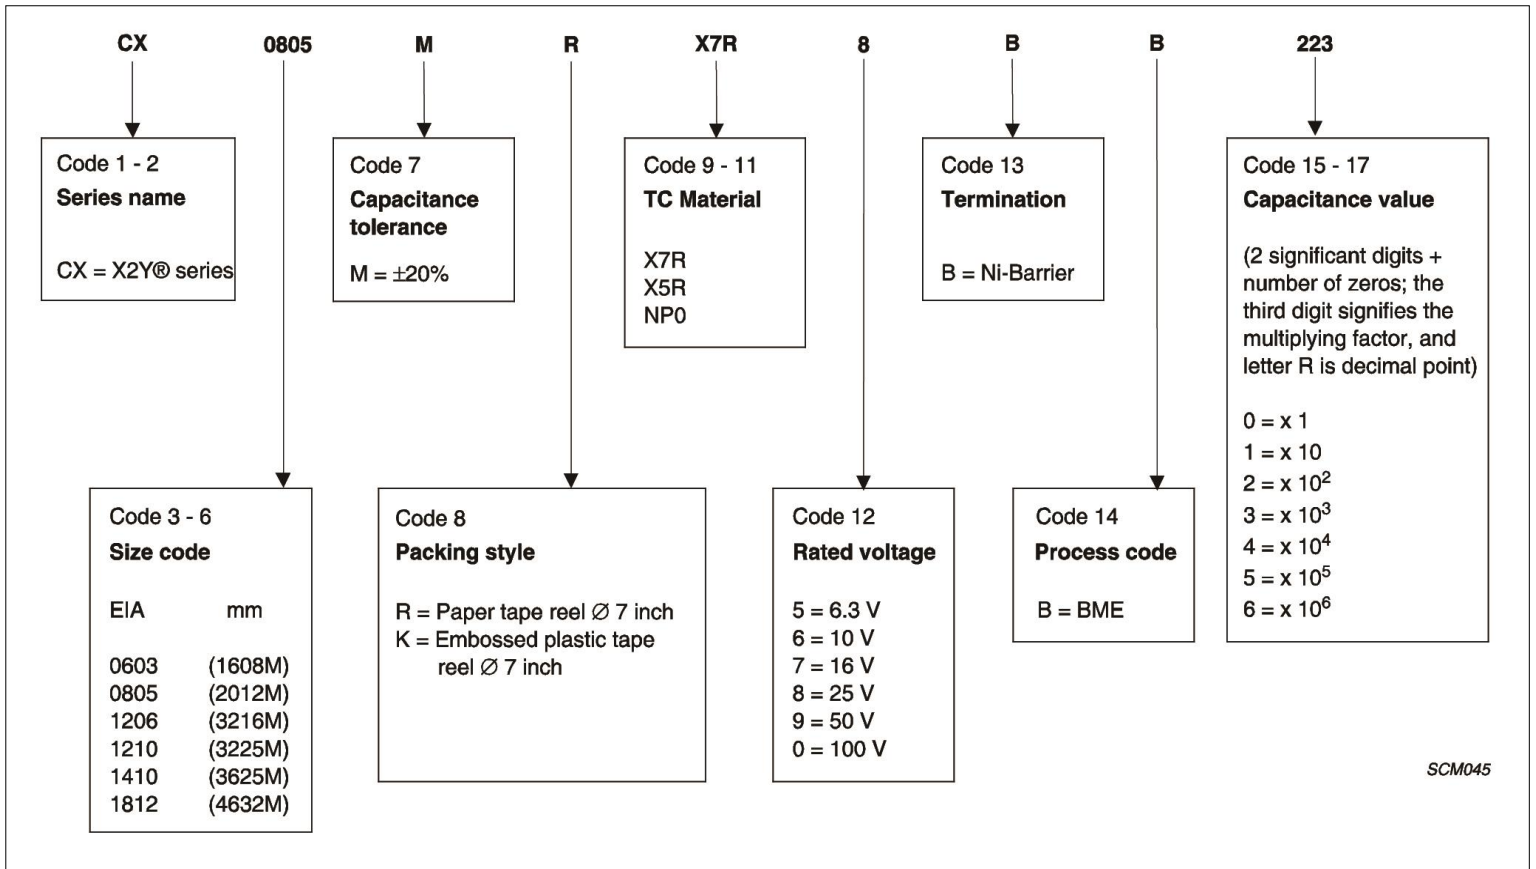 CX 0805 M R X7R 8 B B 223
Code 1 - 2
Series name
CX = X2Y® series
Code 7
Capacitance
tolerance
M = ±20%
Code 9 - 11
TC Material
X7R
X5R
NP0
Code 13
Termination
B = Ni-Barrier
Code 15 - 17
Capacitance value
(2 significant digits +
number of zeros; the
third digit signifies the
multiplying factor, and
letter R is decimal point)
0 = x 1
1 = x 10
2 = x 10²
3 = x 10³
4 = x 10⁴
5 = x 10⁵
6 = x 10⁶
Code 3 - 6
Size code
EIA mm
0603 (1608M)
0805 (2012M)
1206 (3216M)
1210 (3225M)
1410 (3625M)
1812 (4632M)
Code 8
Packing style
R = Paper tape reel Ø 7 inch
K = Embossed plastic tape
reel Ø 7 inch
Code 12
Rated voltage
5 = 6.3 V
6 = 10 V
7 = 16 V
8 = 25 V
9 = 50 V
0 = 100 V
Code 14
Process code
B = BME
SCM045